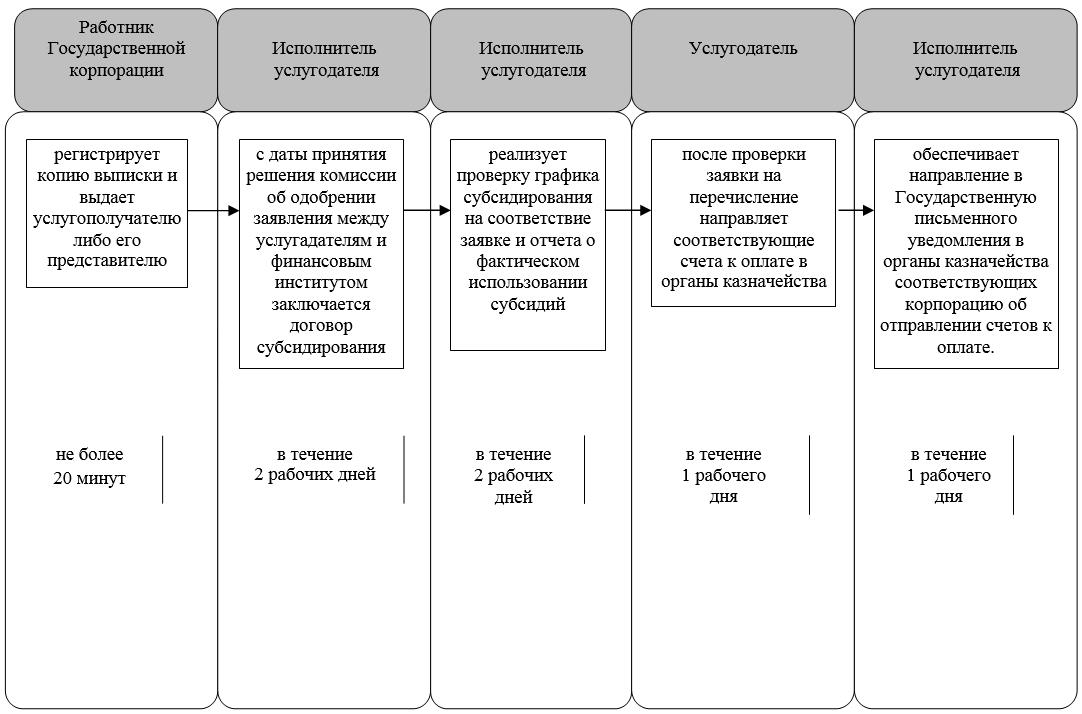 Работник
Государственной
корпорации
Исполнитель
услугодателя
Исполнитель
услугодателя
Услугодатель
Исполнитель
услугодателя
регистрирует
копию выписки и
выдает
услугополучателю
либо его
представителю
с даты принятия
решения комиссии
об одобрении
заявления между
услугадателям и
финансовым
институтом
заключается
договор
субсидирования
реализует
проверку графика
субсидирования
на соответствие
заявке и отчета о
фактическом
использовании
субсидий
после проверки
заявки на
перечисление
направляет
соответствующие
счета к оплате в
органы казначейства
обеспечивает
направление в
Государственную
письменного
уведомления в
органы казначейства
соответствующих
корпорацию об
отправлении счетов к
оплате.
не более
20 минут
в течение
2 рабочих дней
в течение
2 рабочих
дней
в течение
1 рабочего
дня
в течение
1 рабочего
дня